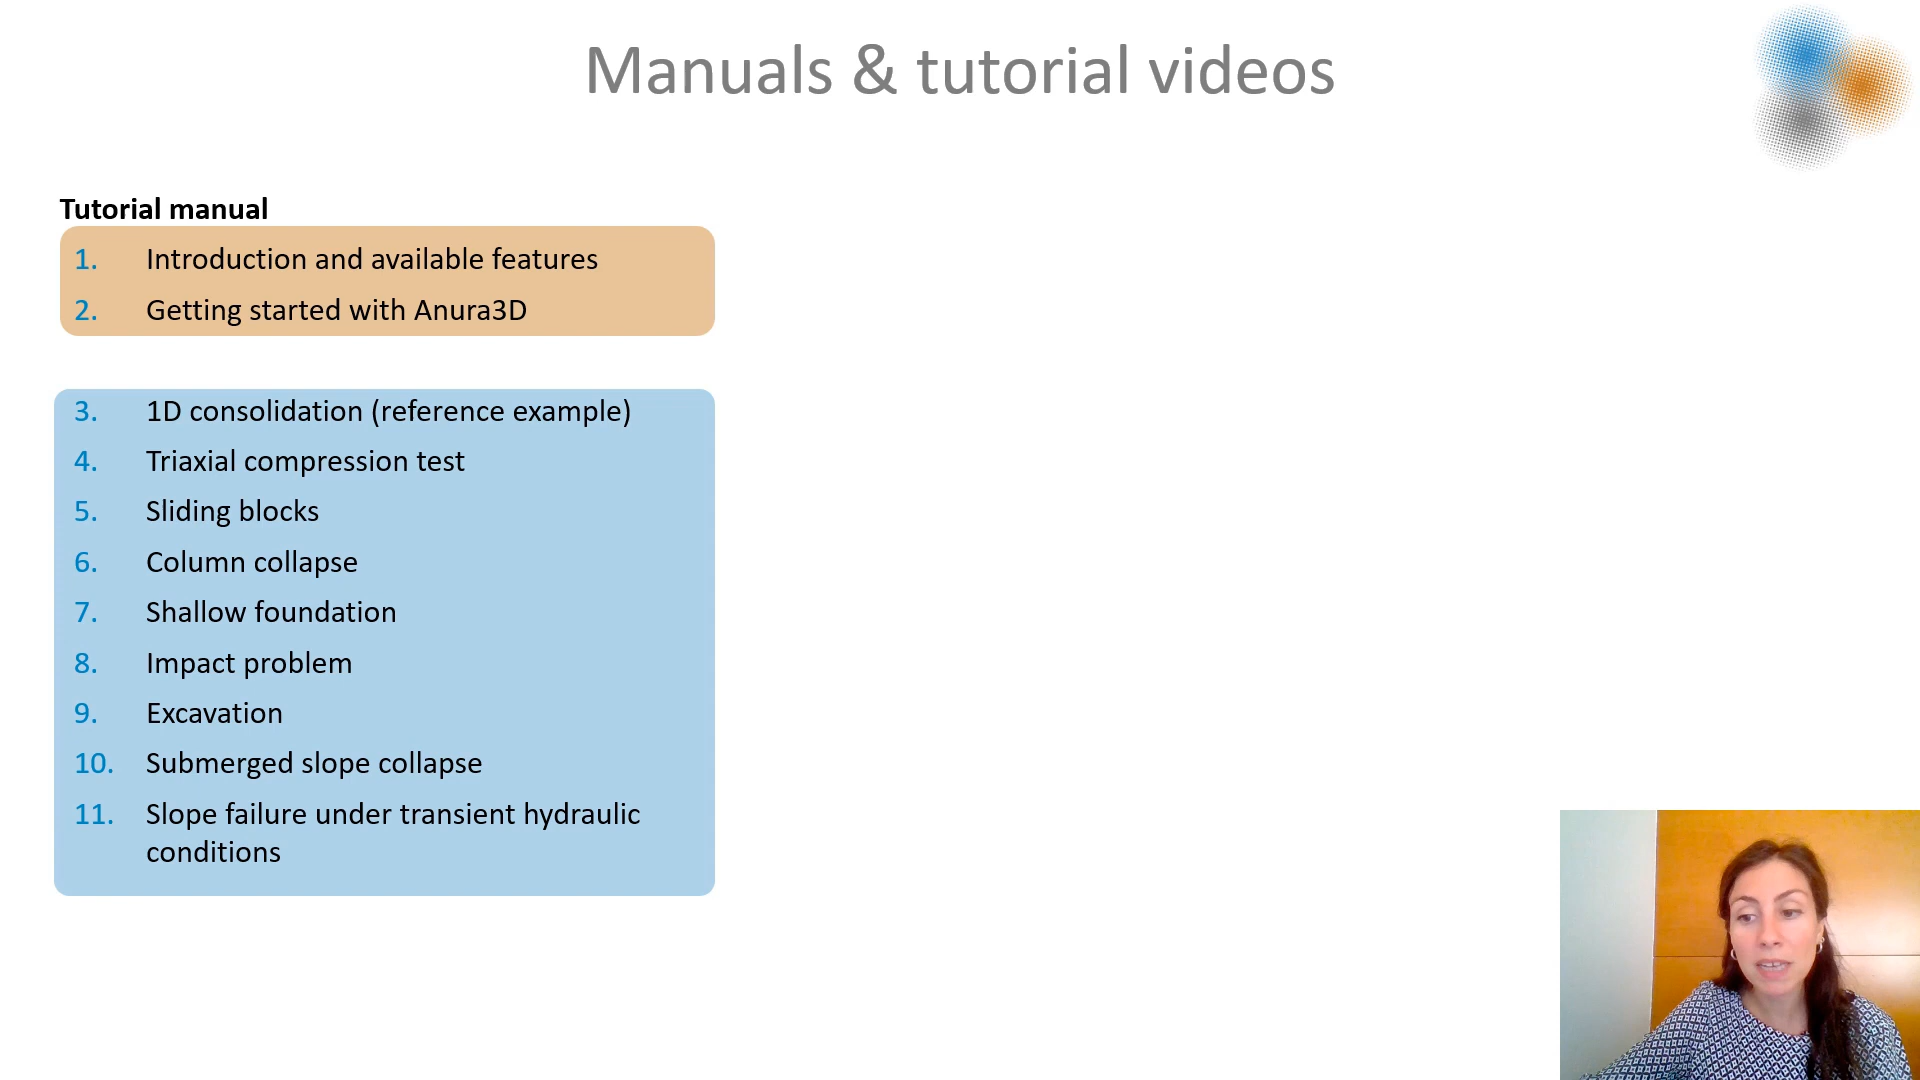 Manuals & tutorial videos
Tutorial manual
1. Introduction and available features
2. Getting started with Anura3D
3. 1D consolidation (reference example)
4. Triaxial compression test
5. Sliding blocks
6. Column collapse
7. Shallow foundation
8. Impact problem
9. Excavation
10. Submerged slope collapse
11. Slope failure under transient hydraulic
conditions